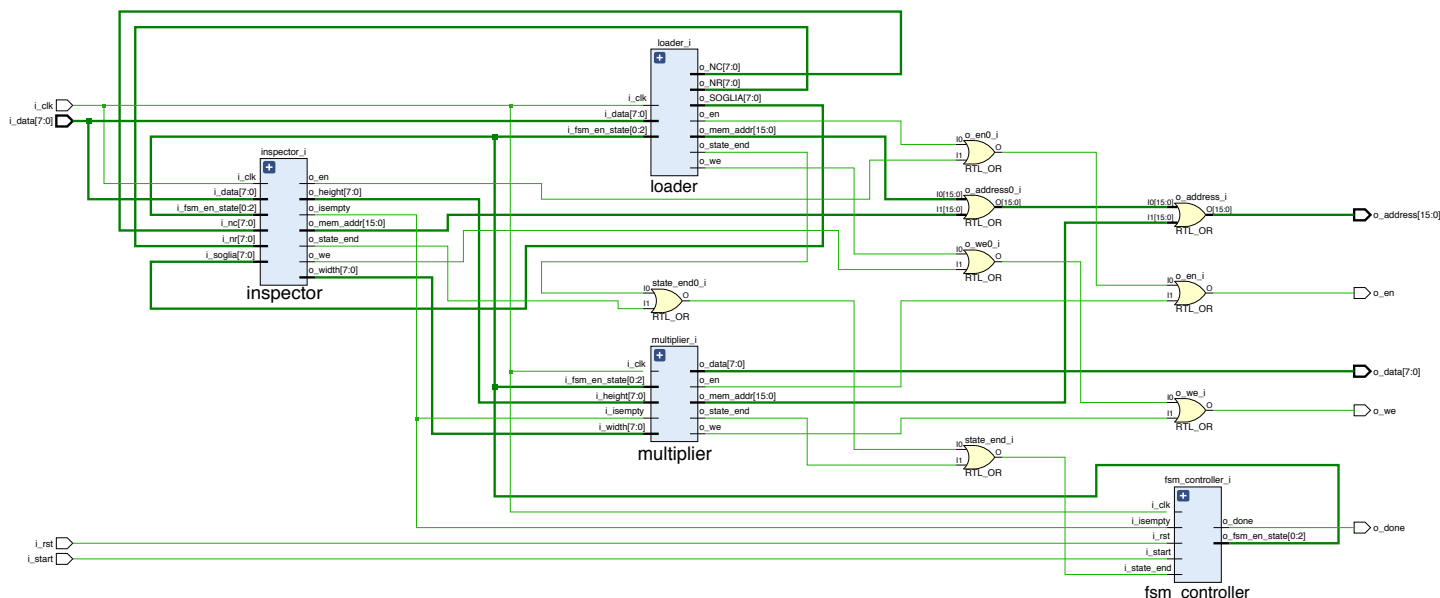 i_clk
i_data[7:0]
i_rst
i_start
inspector_i
i_clk
i_data[7:0]
i_fsm_en_state[0:2]
i_nc[7:0]
i_nr[7:0]
i_soglia[7:0]
o_en
o_height[7:0]
o_isempty
o_mem_addr[15:0]
o_state_end
o_we
o_width[7:0]
inspector
loader_i
i_clk
i_data[7:0]
i_fsm_en_state[0:2]
o_NC[7:0]
o_NR[7:0]
o_SOGLIA[7:0]
o_en
o_mem_addr[15:0]
o_state_end
o_we
loader
state_end0_i
I0
I1
O
RTL_OR
multiplier_i
i_clk
i_fsm_en_state[0:2]
i_height[7:0]
i_isempty
i_width[7:0]
o_data[7:0]
o_en
o_mem_addr[15:0]
o_state_end
o_we
multiplier
o_en0_i
I0
I1
O
RTL_OR
o_address0_i
I0[15:0]
I1[15:0]
O[15:0]
RTL_OR
o_we0_i
I0
I1
O
RTL_OR
state_end_i
I0
I1
O
RTL_OR
o_address_i
I0[15:0]
I1[15:0]
O[15:0]
RTL_OR
o_en_i
I0
I1
O
RTL_OR
o_we_i
I0
I1
O
RTL_OR
fsm_controller_i
i_clk
i_isempty
i_rst
i_start
i_state_end
o_done
o_fsm_en_state[0:2]
fsm_controller
o_address[15:0]
o_en
o_data[7:0]
o_we
o_done